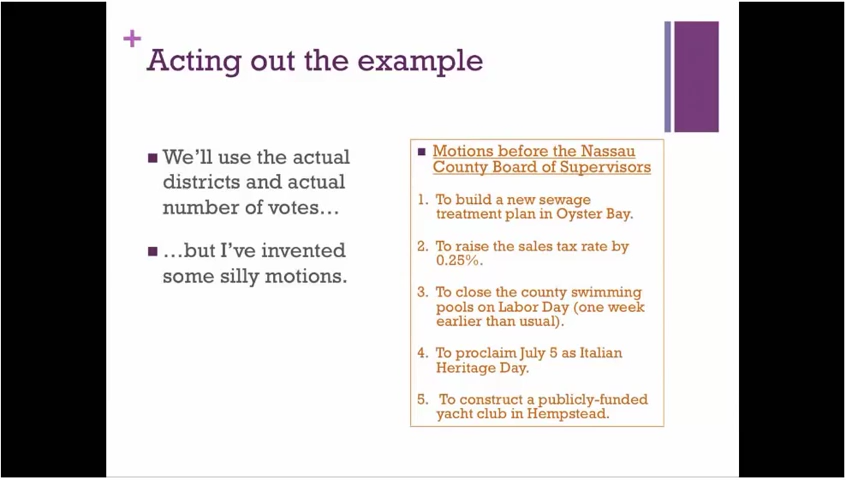 Acting out the example
We'll use the actual
districts and actual
number of votes…
…but I've invented
some silly motions.
Motions before the Nassau
County Board of Supervisors
1. To build a new sewage
treatment plan in Oyster Bay.
2. To raise the sales tax rate by
0.25%.
3. To close the county swimming
pools on Labor Day (one week
earlier than usual).
4. To proclaim July 5 as Italian
Heritage Day.
5. To construct a publicly-funded
yacht club in Hempstead.